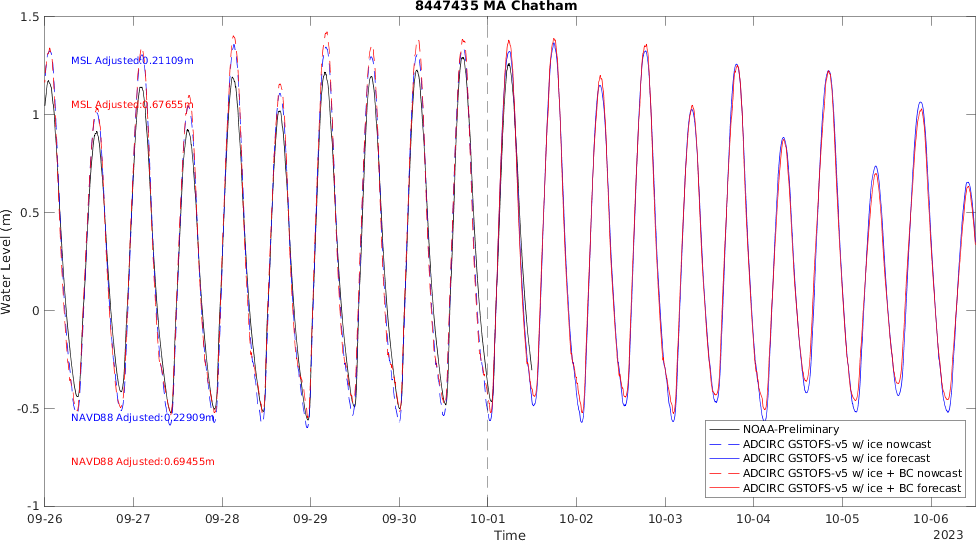 8447435 MA Chatham
1.5
MSL Adjusted:0.21109m
MSL Adjusted:0.67655m
1
0.5
Water Level (m)
0
-0.5
NAVD88 Adjusted:0.22909m
NAVD88 Adjusted:0.69455m
-1
NOAA-Preliminary
ADCIRC GSTOFS-v5 w/ ice nowcast
ADCIRC GSTOFS-v5 w/ ice forecast
ADCIRC GSTOFS-v5 w/ ice + BC nowcast
ADCIRC GSTOFS-v5 w/ ice + BC forecast
09-26 09-27 09-28 09-29 09-30 10-01 10-02 10-03 10-04 10-05 10-06
Time
2023